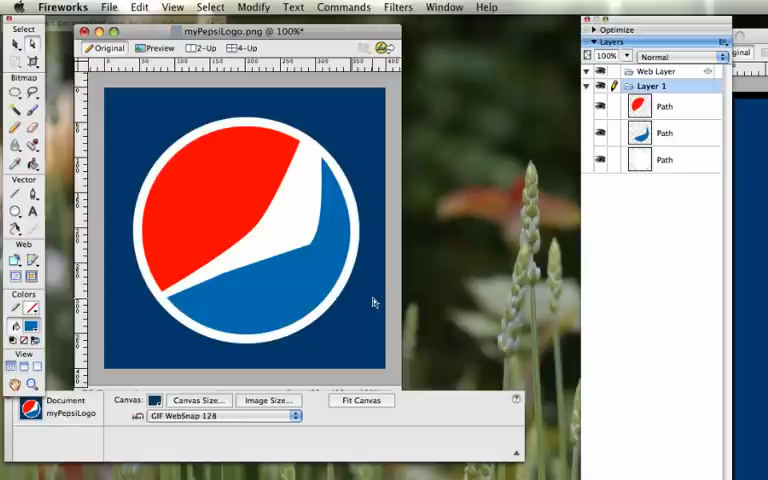 Fireworks File Edit View Select Modify Text Commands Filters Window Help
Select
Bitmap
Vector
Web
Colors
View
myPepsiLogo.png @ 100%*
Original Preview 2-Up 4-Up
Optimize
Layers
100% Normal
Web Layer
Layer 1
Path
Path
Path
Document
myPepsiLogo
Canvas: Canvas Size... Image Size... Fit Canvas
GIF WebSnap 128